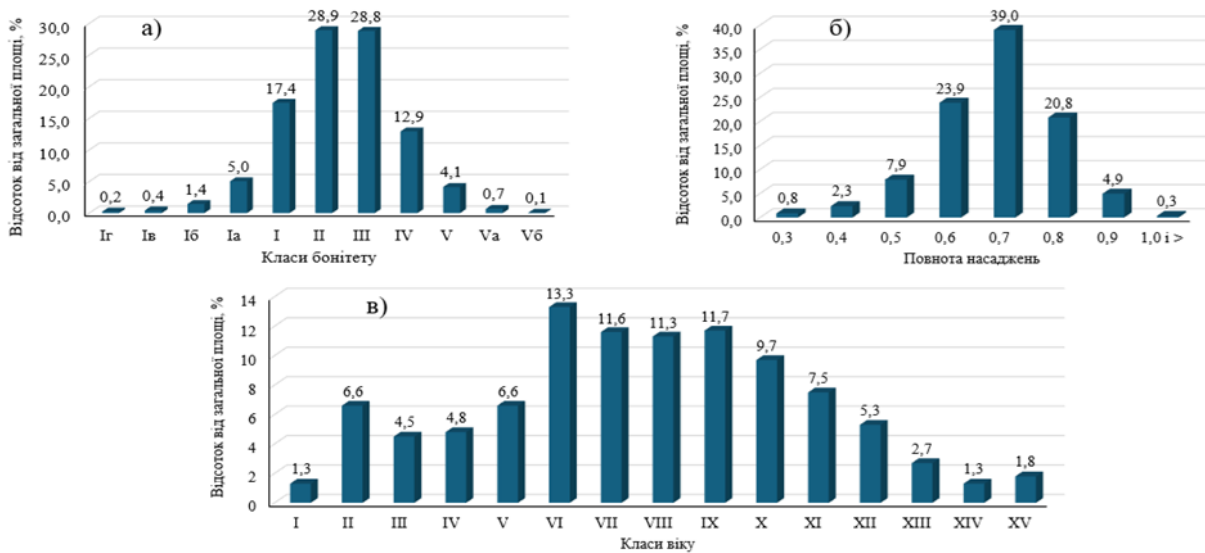 а)
Відсоток від загальної площі, %
30,0
25,0
20,0
15,0
10,0
5,0
0,0
0,2 0,4 1,4 5,0 17,4 28,9 28,8 12,9 4,1 0,7 0,1
Іг Ів Іб Іа І ІІ ІІІ IV V Vа Vб
Класи бонітету
б)
Відсоток від загальної площі, %
40,0
35,0
30,0
25,0
20,0
15,0
10,0
5,0
0,0
0,8 2,3 7,9 23,9 39,0 20,8 4,9 0,3
0,3 0,4 0,5 0,6 0,7 0,8 0,9 1,0 і >
Повнота насаджень
в)
Відсоток від загальної площі, %
14
12
10
8
6
4
2
0
1,3 6,6 4,5 4,8 6,6 13,3 11,6 11,3 11,7 9,7 7,5 5,3 2,7 1,3 1,8
I II III IV V VI VII VIII IX X XI XII XIII XIV XV
Класи віку